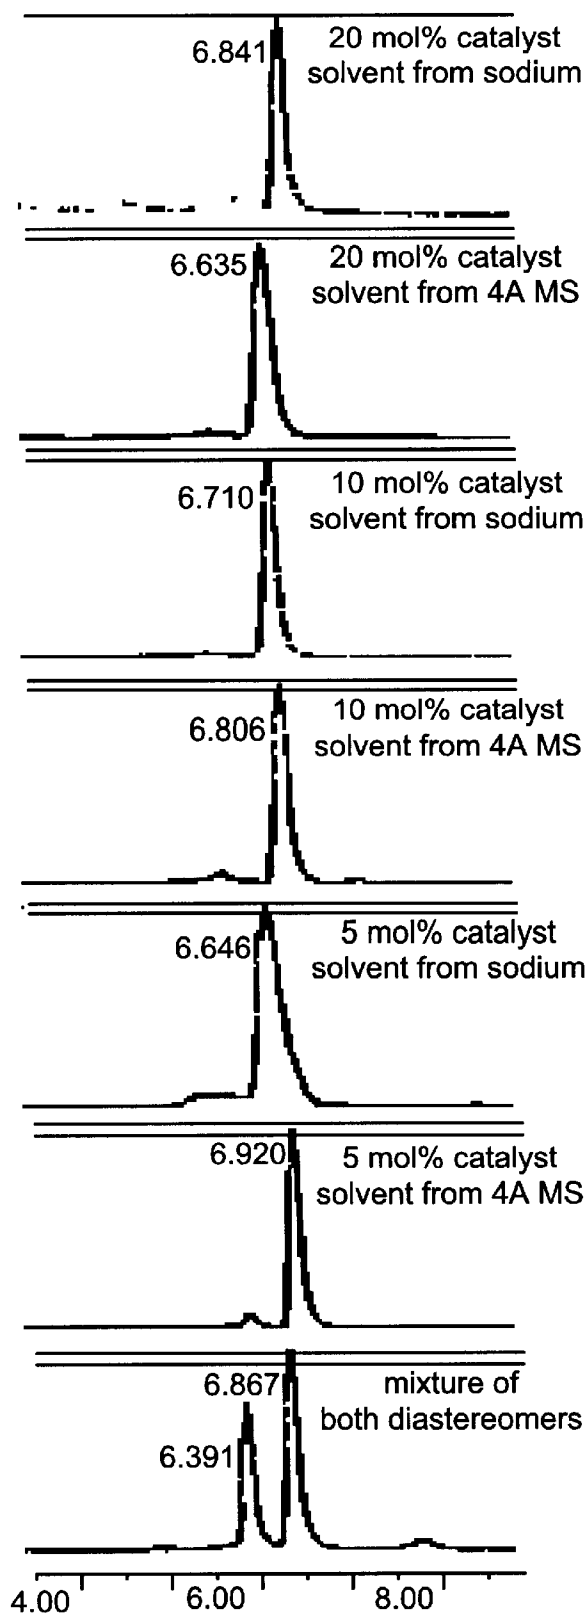 6.841
20 mol% catalyst
solvent from sodium
6.635
20 mol% catalyst
solvent from 4A MS
6.710
10 mol% catalyst
solvent from sodium
6.806
10 mol% catalyst
solvent from 4A MS
6.646
5 mol% catalyst
solvent from sodium
6.920
5 mol% catalyst
solvent from 4A MS
6.867
mixture of
both diastereomers
6.391
4.00 6.00 8.00